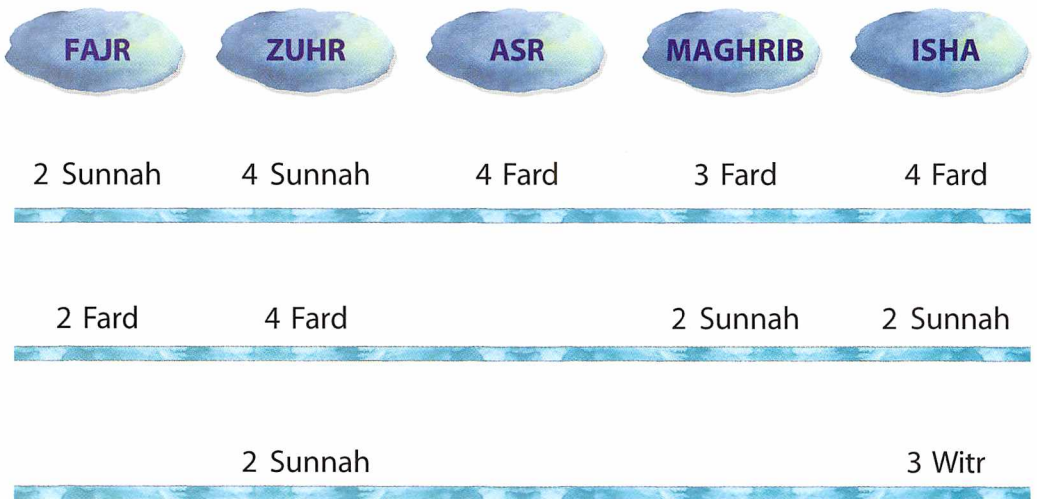 FAJR ZUHR ASR MAGHRIB ISHA
2 Sunnah 4 Sunnah 4 Fard 3 Fard 4 Fard
2 Fard 4 Fard 2 Sunnah 2 Sunnah
2 Sunnah 3 Witr